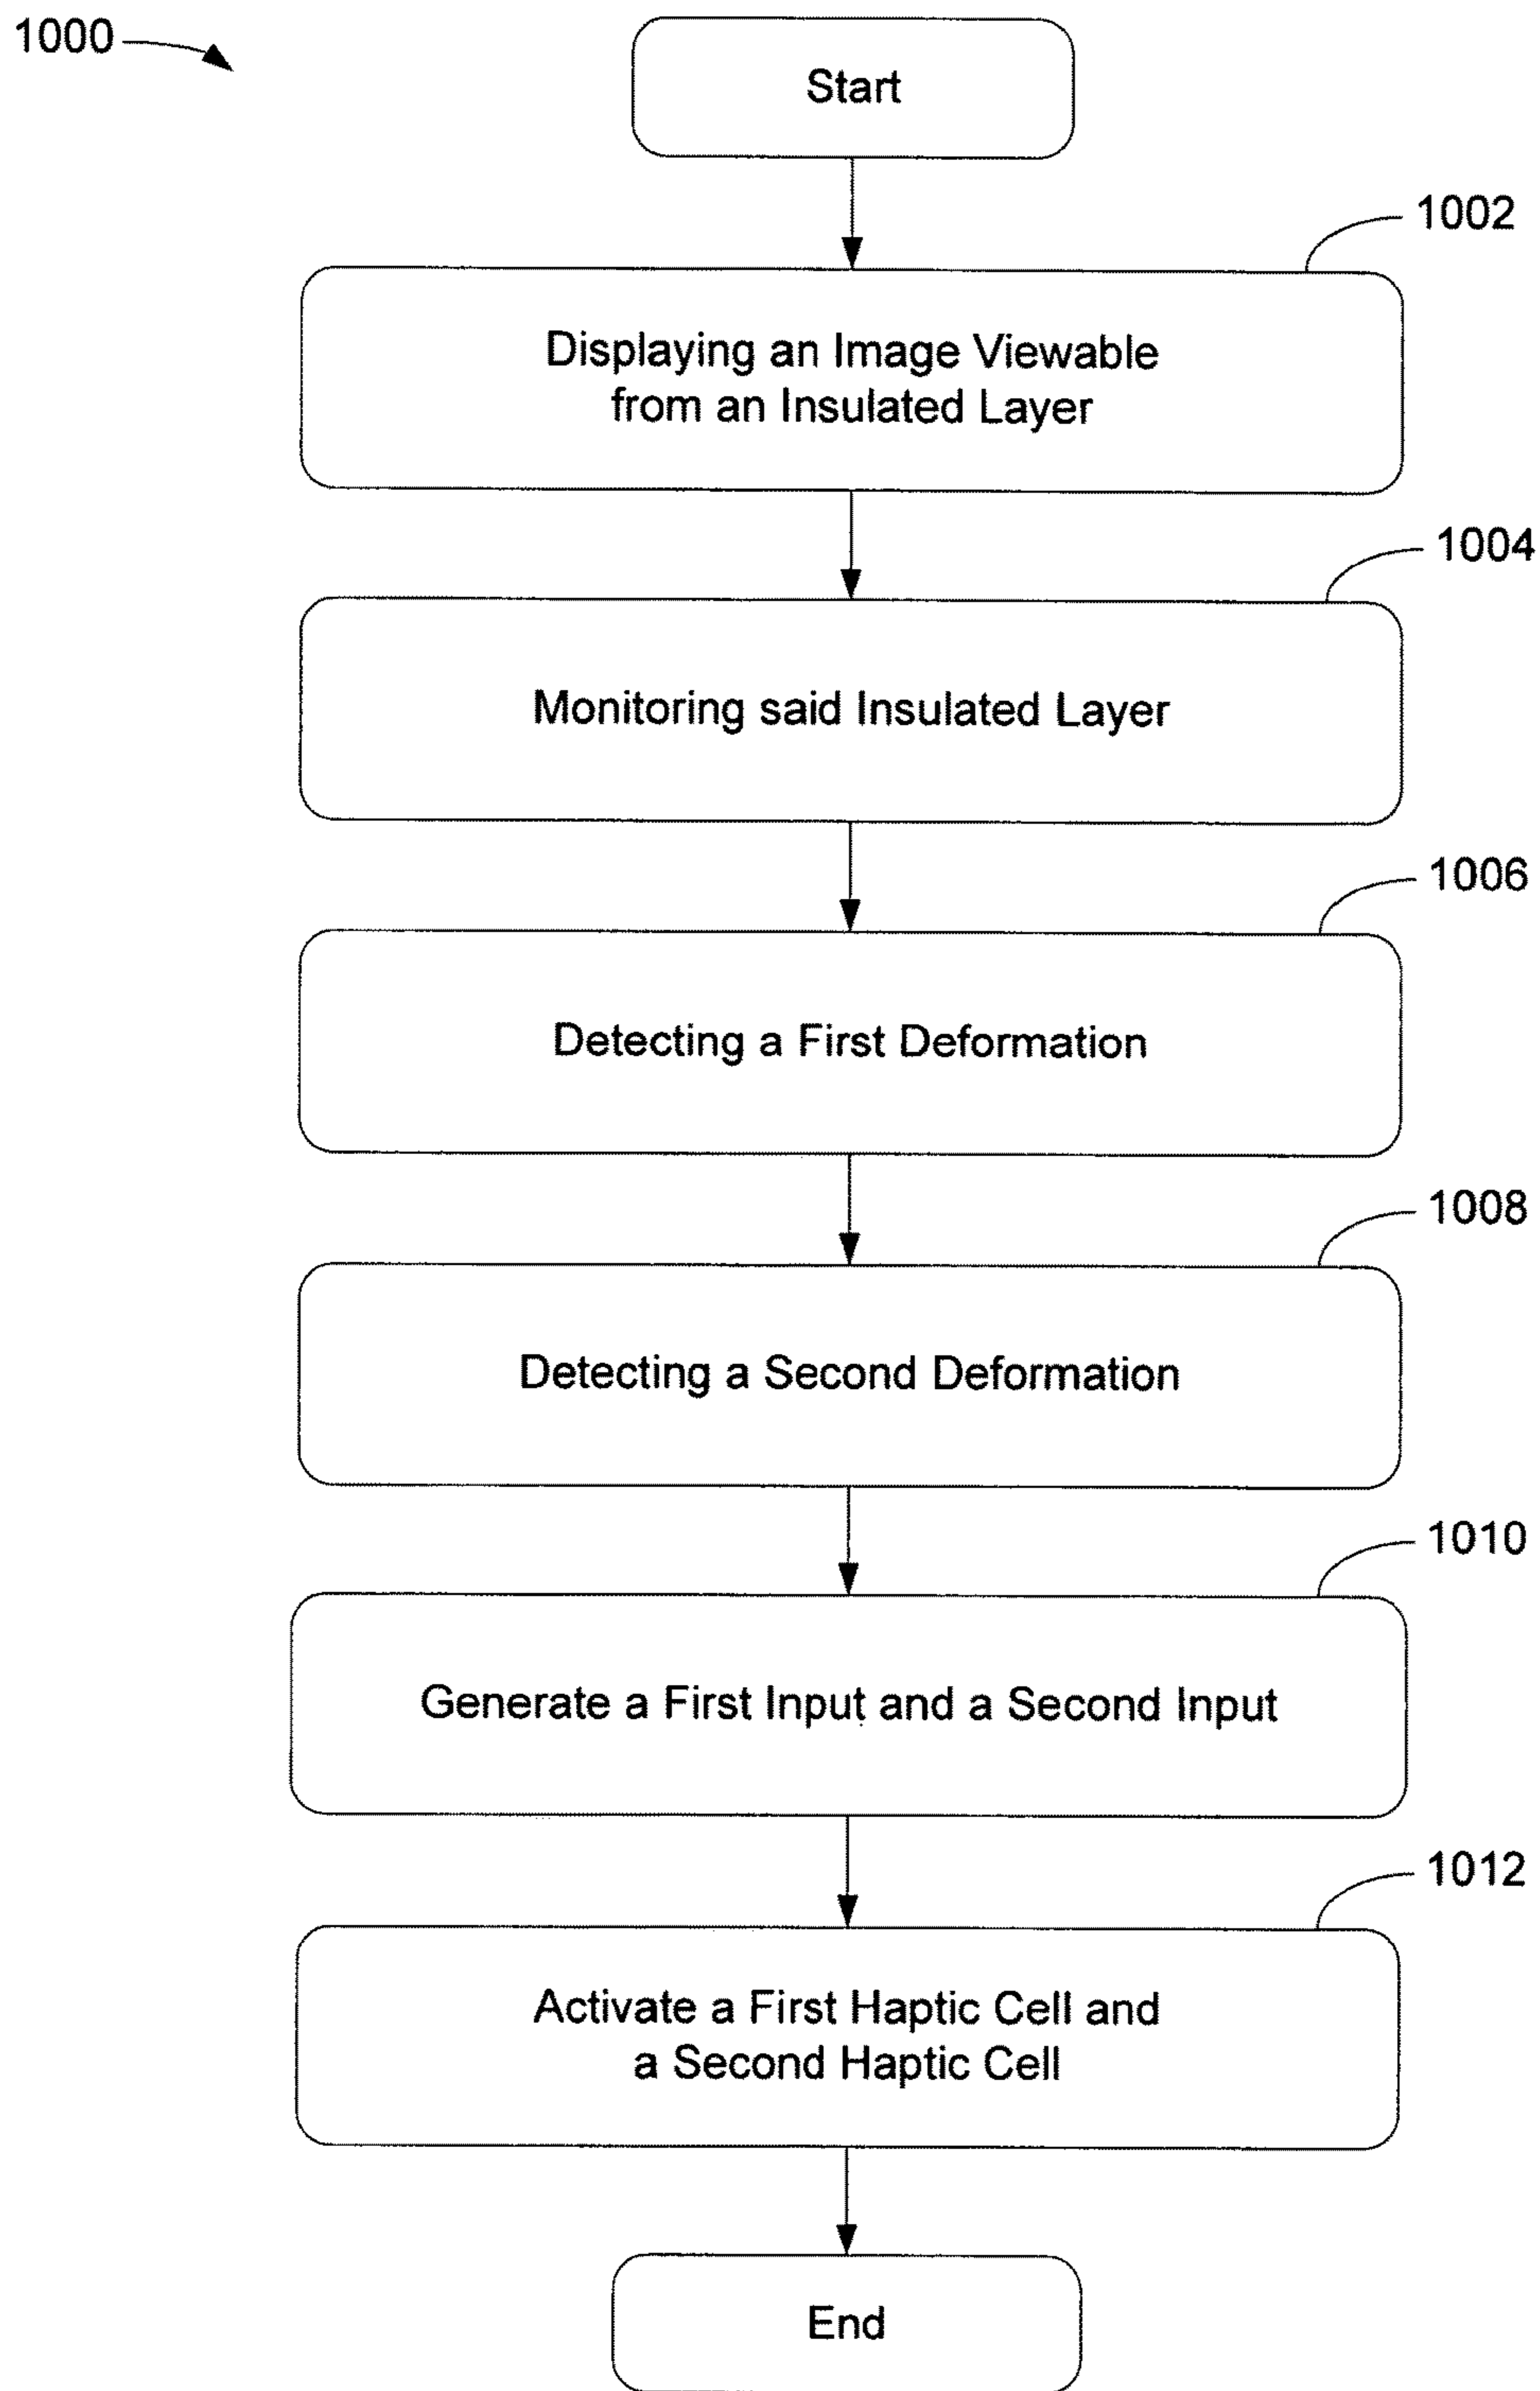 1000
Start
1002
Displaying an Image Viewable
from an Insulated Layer
1004
Monitoring said Insulated Layer
1006
Detecting a First Deformation
1008
Detecting a Second Deformation
1010
Generate a First Input and a Second Input
1012
Activate a First Haptic Cell and
a Second Haptic Cell
End